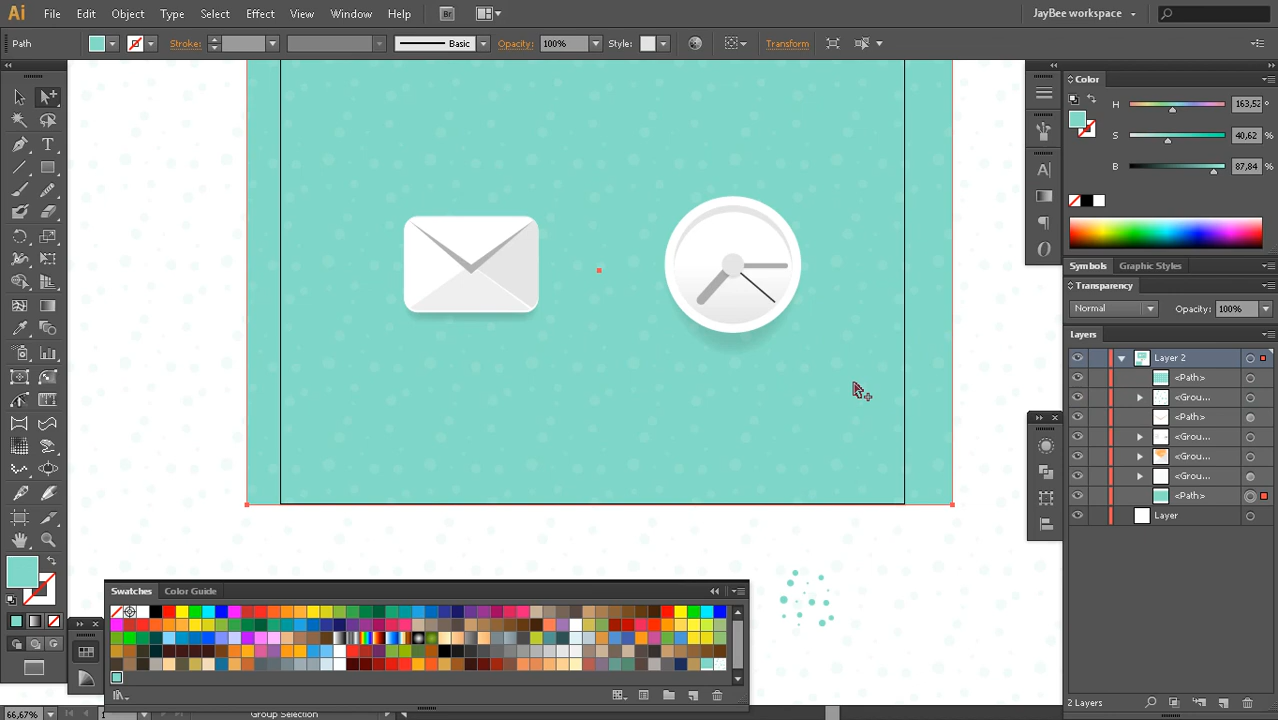 Ai File Edit Object Type Select Effect View Window Help Br JayBee workspace
Path Stroke: Basic Opacity: 100% Style: Transform
Color
H 163,52 °
S 40,62
B 87,84
Symbols Graphic Styles
Transparency
Normal Opacity: 100%
Layers
Layer 2
<Path>
<Grou...
<Path>
<Grou...
<Grou...
<Grou...
<Path>
Layer
2 Layers
Swatches Color Guide
66,67% 1 Group Selection